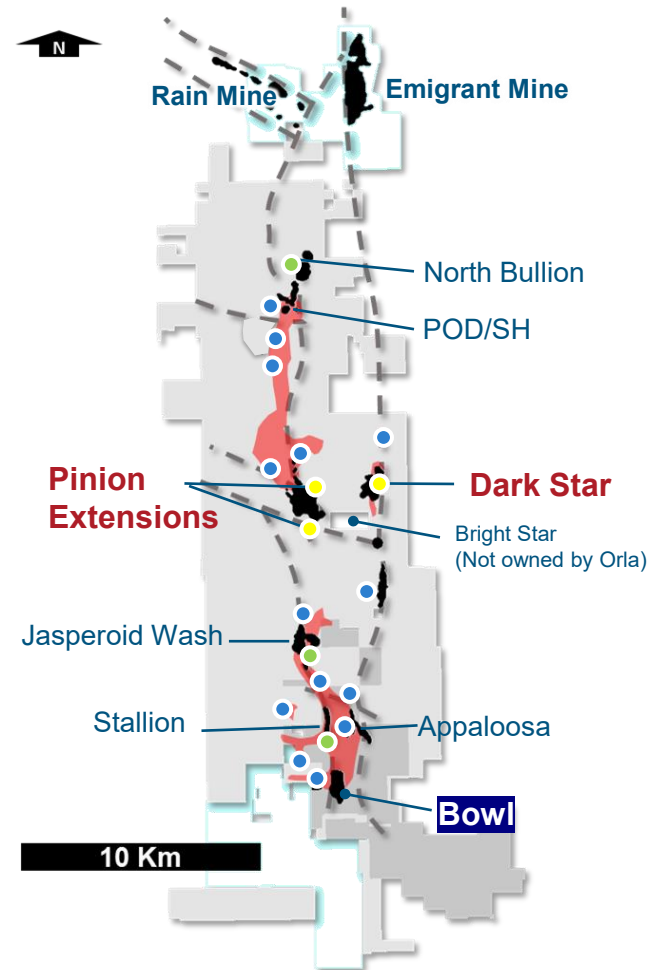 N
Rain Mine
Emigrant Mine
North Bullion
POD/SH
Pinion
Extensions
Dark Star
Bright Star
(Not owned by Orla)
Jasperoid Wash
Stallion
Appaloosa
Bowl
10 Km